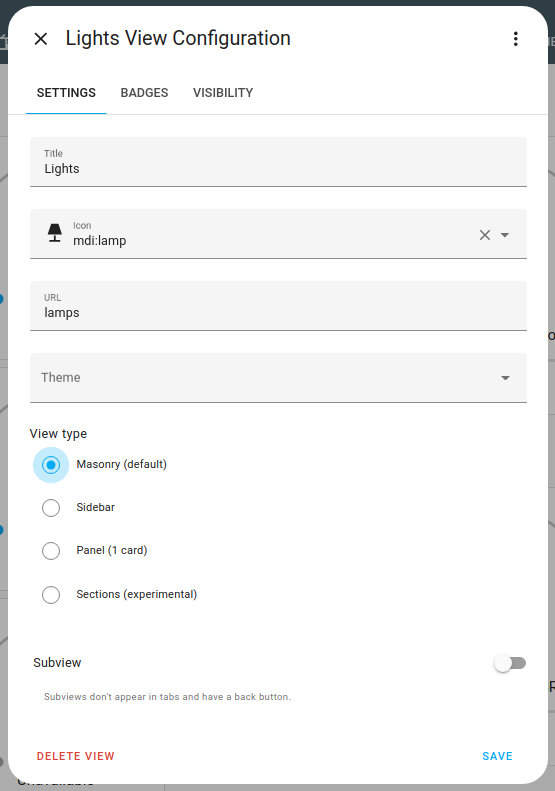 Lights View Configuration
SETTINGS BADGES VISIBILITY
Title
Lights
Icon
mdi:lamp
URL
lamps
Theme
View type
Masonry (default)
Sidebar
Panel (1 card)
Sections (experimental)
Subview
Subviews don't appear in tabs and have a back button.
DELETE VIEW SAVE